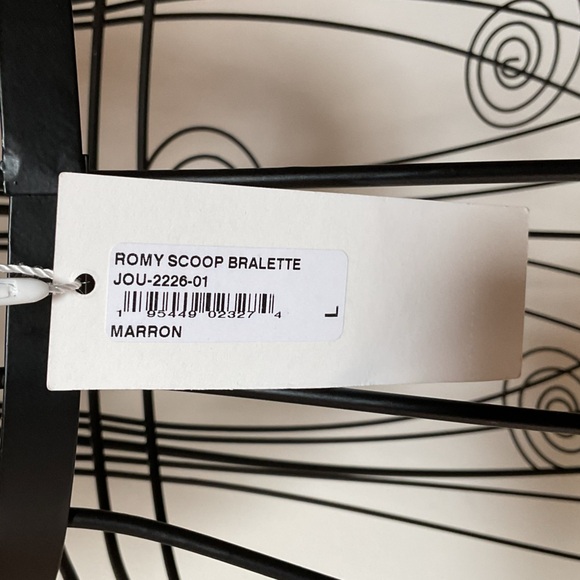 ROMY SCOOP BRALETTE
JOU-2226-01
1 95449 02327 4
L
MARRON